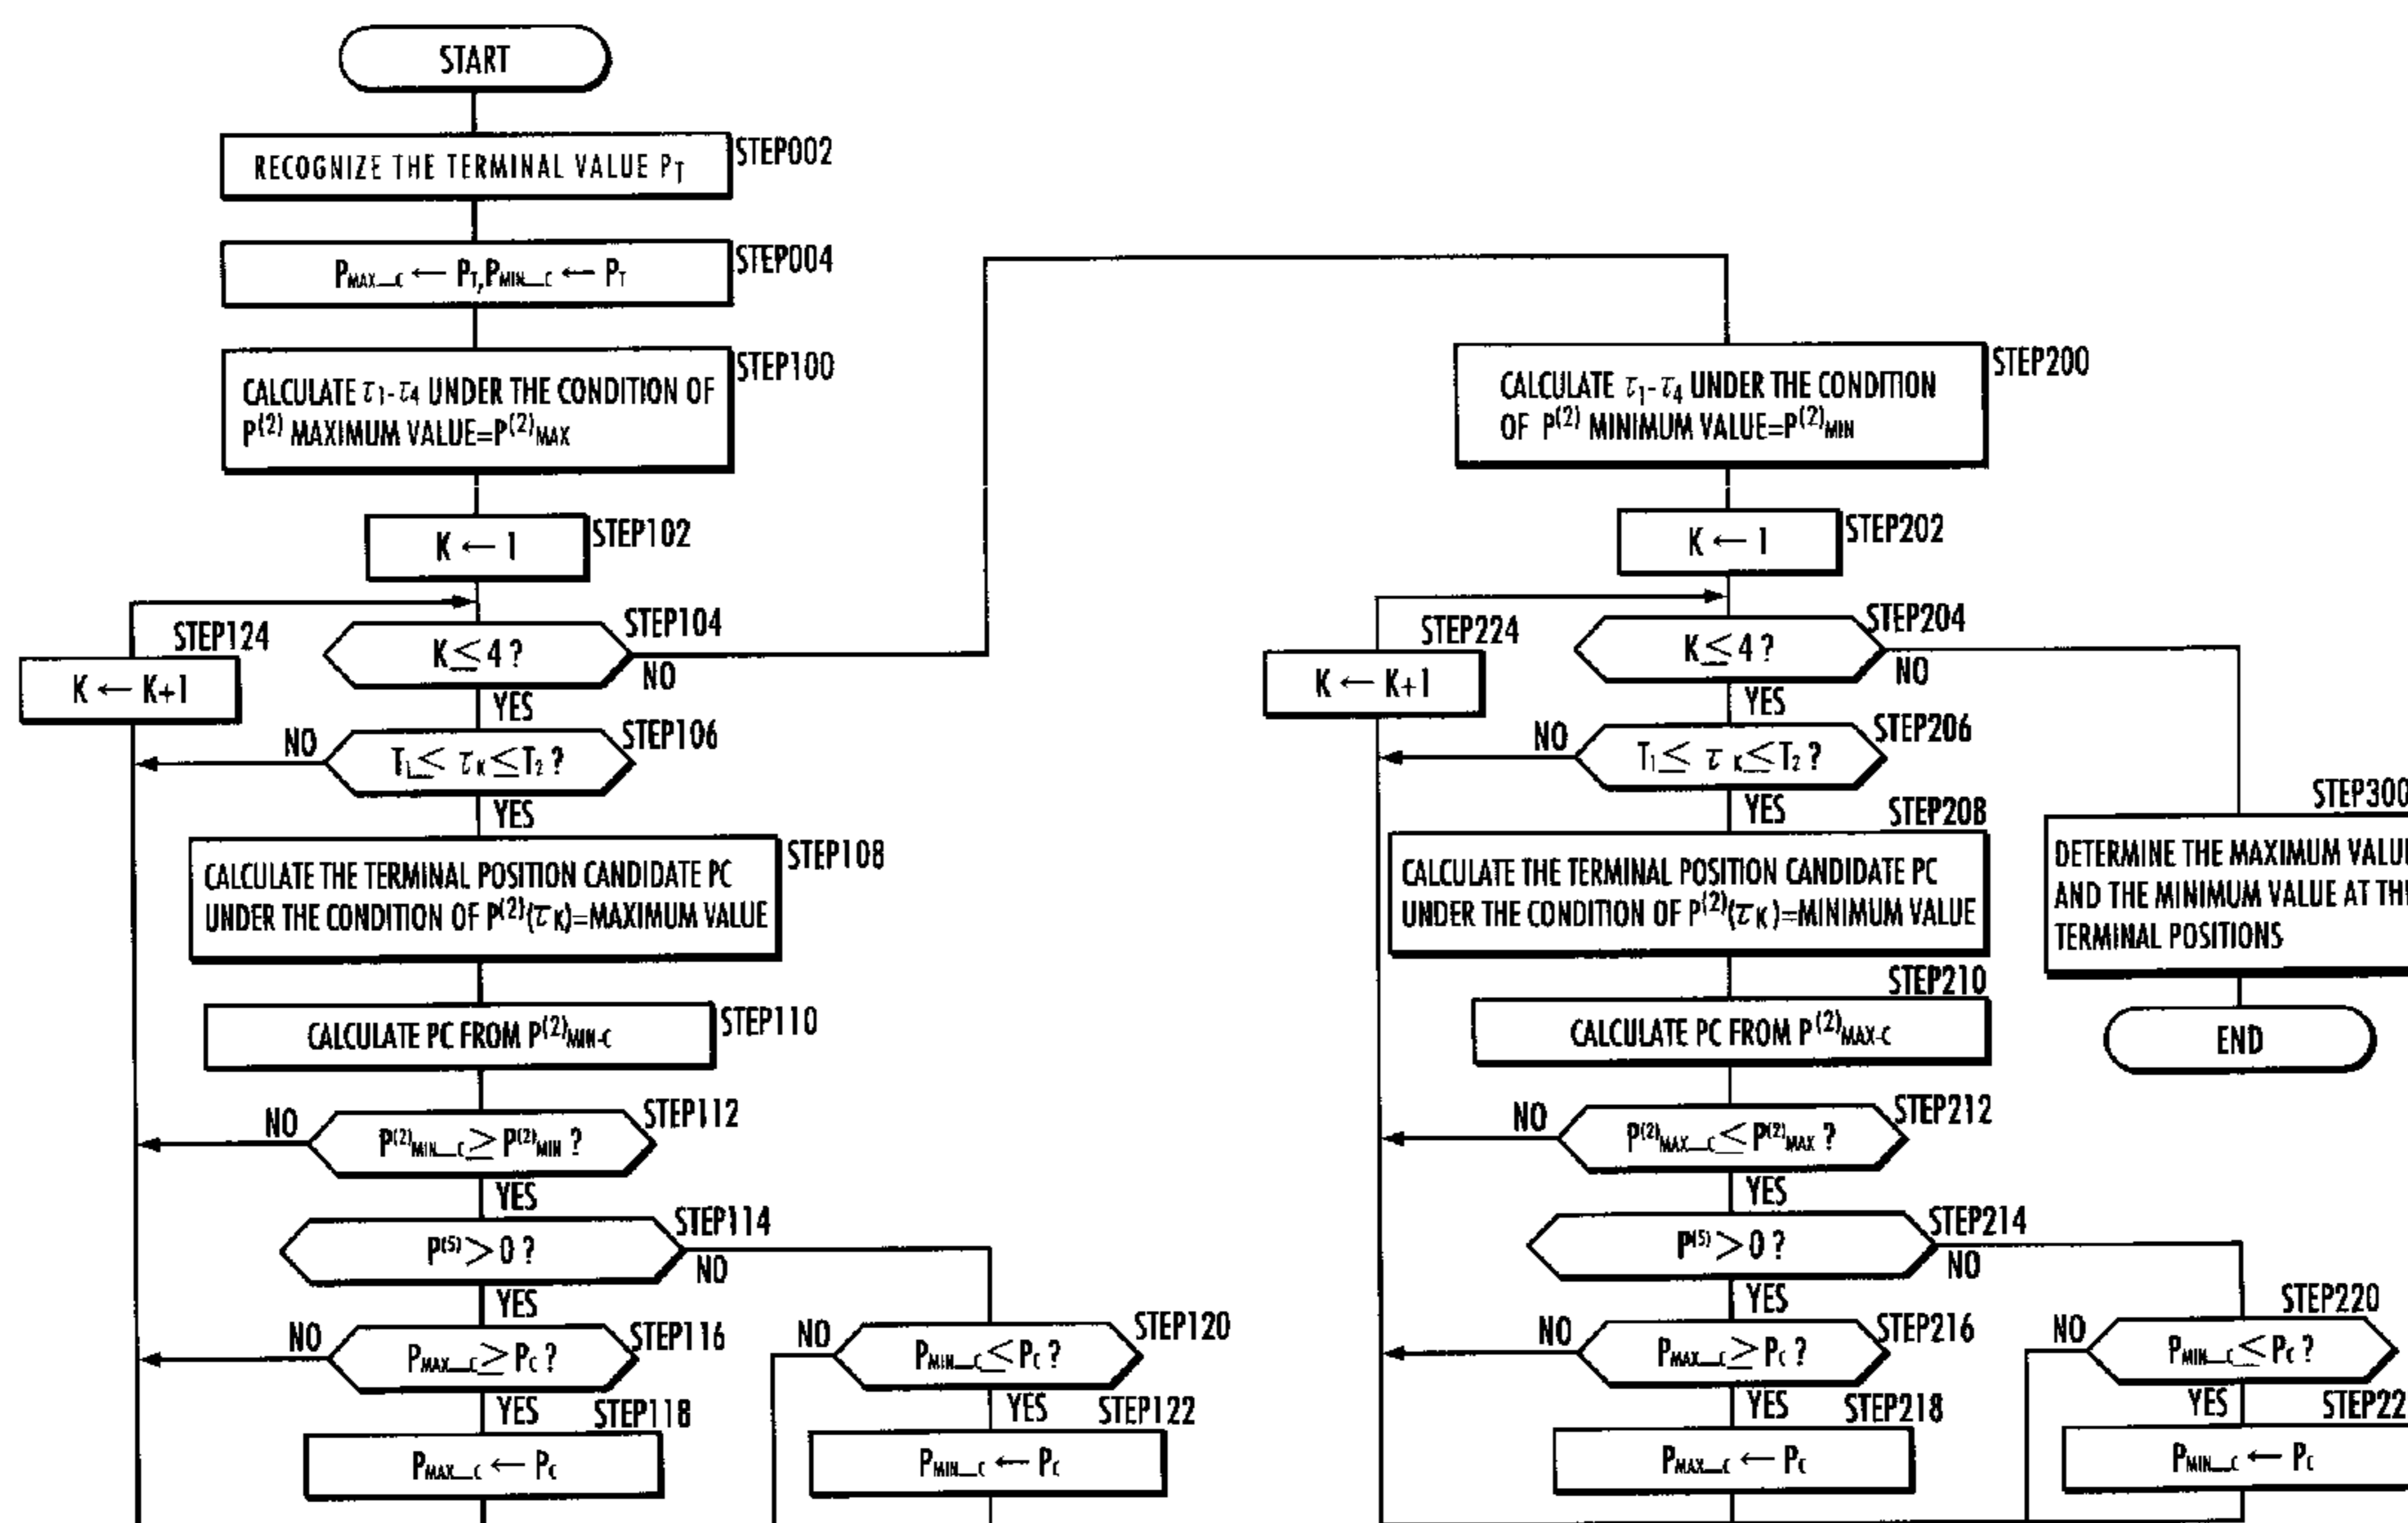 START
RECOGNIZE THE TERMINAL VALUE PT
STEP002
PMAX_C ← PT,PMIN_C ← PT
STEP004
CALCULATE τ1-τ4 UNDER THE CONDITION OF
P(2) MAXIMUM VALUE=P(2)MAX
STEP100
K ← 1
STEP102
STEP124
K ← K+1
K≤4?
STEP104
NO
YES
T1≤ τK≤T2?
STEP106
NO
YES
CALCULATE THE TERMINAL POSITION CANDIDATE PC
UNDER THE CONDITION OF P(2)(τK)=MAXIMUM VALUE
STEP108
CALCULATE PC FROM P(2)MIN-C
STEP110
NO
P(2)MIN_C≥P(2)MIN?
STEP112
YES
P(5)>0?
STEP114
NO
YES
NO
PMAX_C≥PC?
STEP116
YES
STEP118
PMAX_C ← PC
NO
PMIN_C≤PC?
STEP120
YES
STEP122
PMIN_C ← PC
CALCULATE τ1-τ4 UNDER THE CONDITION
OF P(2) MINIMUM VALUE=P(2)MIN
STEP200
K ← 1
STEP202
STEP224
K ← K+1
K≤4?
STEP204
NO
YES
NO
T1≤ τK≤T2?
STEP206
YES
STEP208
CALCULATE THE TERMINAL POSITION CANDIDATE PC
UNDER THE CONDITION OF P(2)(τK)=MINIMUM VALUE
STEP210
CALCULATE PC FROM P(2)MAX-C
NO
P(2)MAX_C≤P(2)MAX?
STEP212
YES
P(5)>0?
STEP214
NO
YES
NO
PMAX_C≥PC?
STEP216
YES
STEP218
PMAX_C ← PC
STEP220
NO
PMIN_C≤PC?
YES
STEP22
PMIN_C ← PC
STEP300
DETERMINE THE MAXIMUM VALUE
AND THE MINIMUM VALUE AT THE
TERMINAL POSITIONS
END